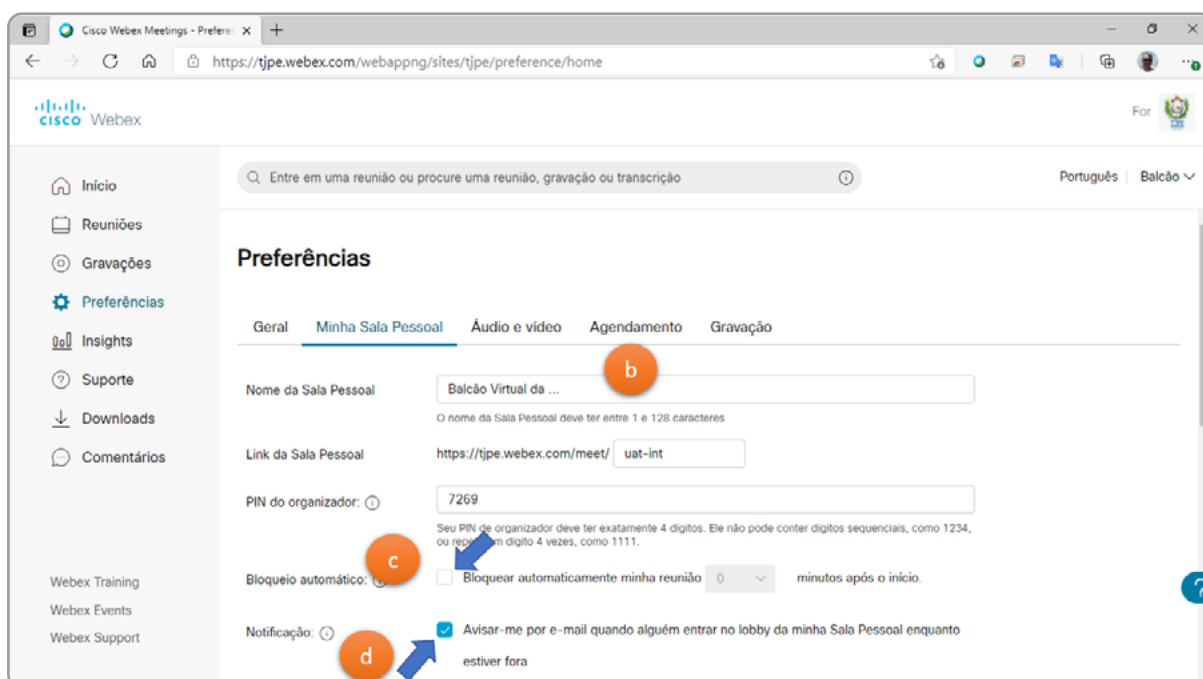 Cisco Webex Meetings - Prefere
https://tjpe.webex.com/webappng/sites/tjpe/preference/home
CISCO Webex
For
Entre em uma reunião ou procure uma reunião, gravação ou transcrição
Português
Balcão
Início
Reuniões
Gravações
Preferências
Insights
Suporte
Downloads
Comentários
Webex Training
Webex Events
Webex Support
Preferências
Geral Minha Sala Pessoal Áudio e vídeo Agendamento Gravação
b
Nome da Sala Pessoal Balcão Virtual da ...
O nome da Sala Pessoal deve ter entre 1 e 128 caracteres
Link da Sala Pessoal https://tjpe.webex.com/meet/ uat-int
PIN do organizador: 7269
Seu PIN de organizador deve ter exatamente 4 dígitos. Ele não pode conter dígitos sequenciais, como 1234,
ou dígito 4 vezes, como 1111.
c
Bloqueio automático: Bloquear automaticamente minha reunião 0 minutos após o início.
Notificação: Avisar-me por e-mail quando alguém entrar no lobby da minha Sala Pessoal enquanto
estiver fora
d
?